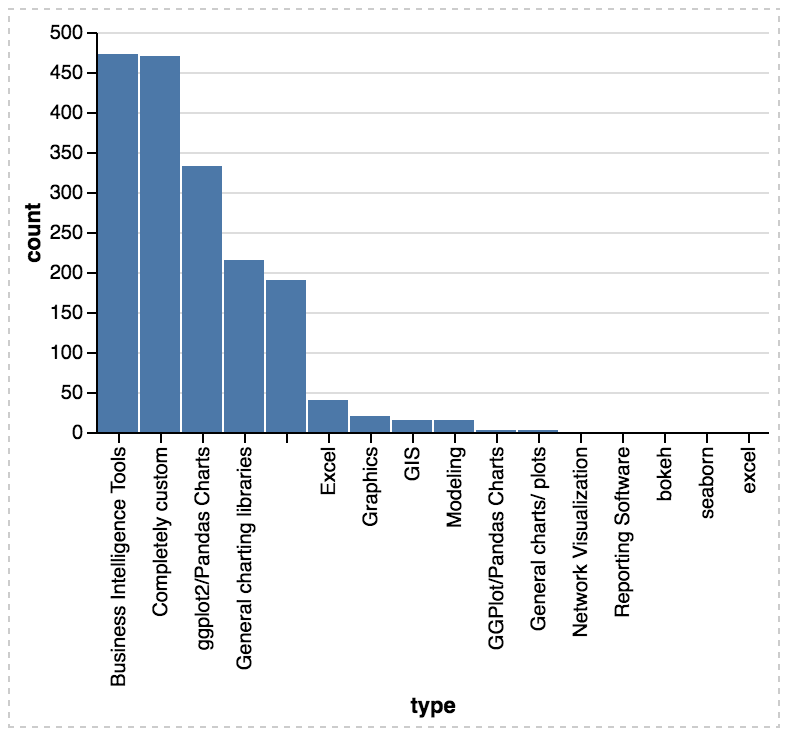 500
450
400
350
300
250
200
150
100
50
0
count
Business Intelligence Tools
Completely custom
ggplot2/Pandas Charts
General charting libraries
Excel
Graphics
GIS
Modeling
GGPlot/Pandas Charts
General charts/ plots
Network Visualization
Reporting Software
bokeh
seaborn
excel
type